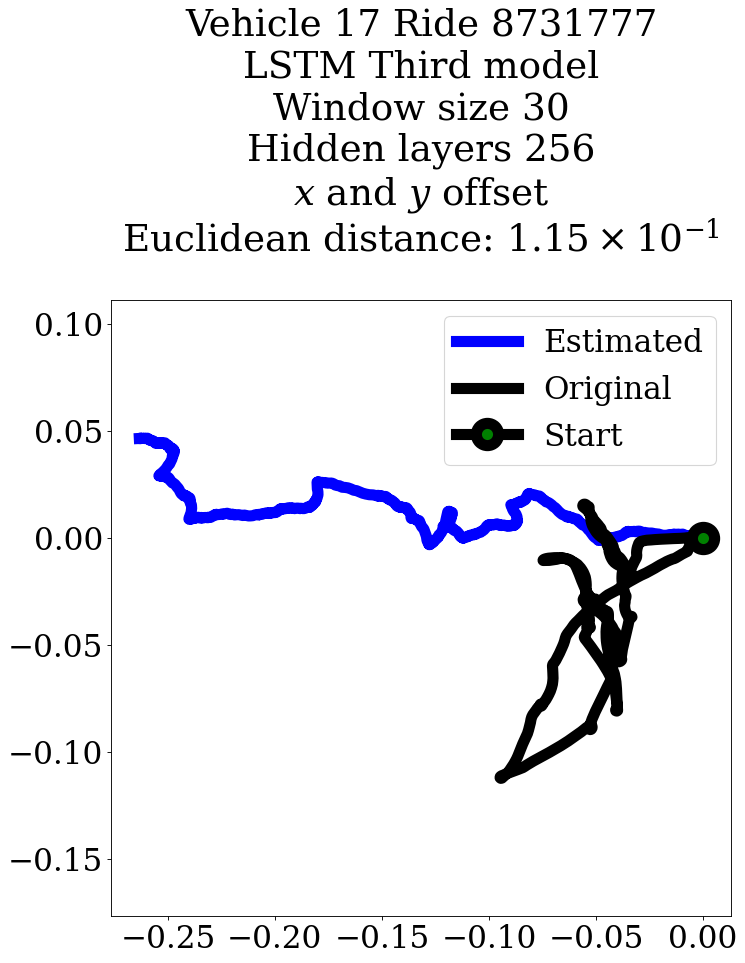 Vehicle 17 Ride 8731777
LSTM Third model
Window size 30
Hidden layers 256
x and y offset
Euclidean distance: 1.15 × 10⁻¹
Estimated
Original
Start
0.10
0.05
0.00
−0.05
−0.10
−0.15
−0.25 −0.20 −0.15 −0.10 −0.05 0.00